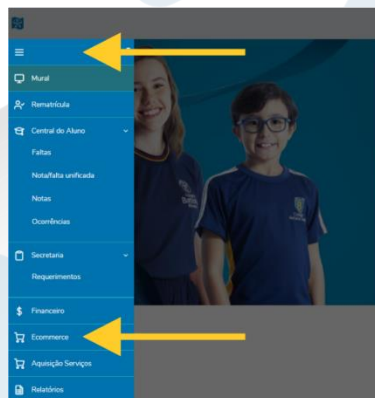 Mural
Rematrícula
Central do Aluno
Faltas
Nota/falta unificada
Notas
Ocorrências
Secretaria
Requerimentos
$ Financeiro
Ecommerce
Aquisição Serviços
Relatórios